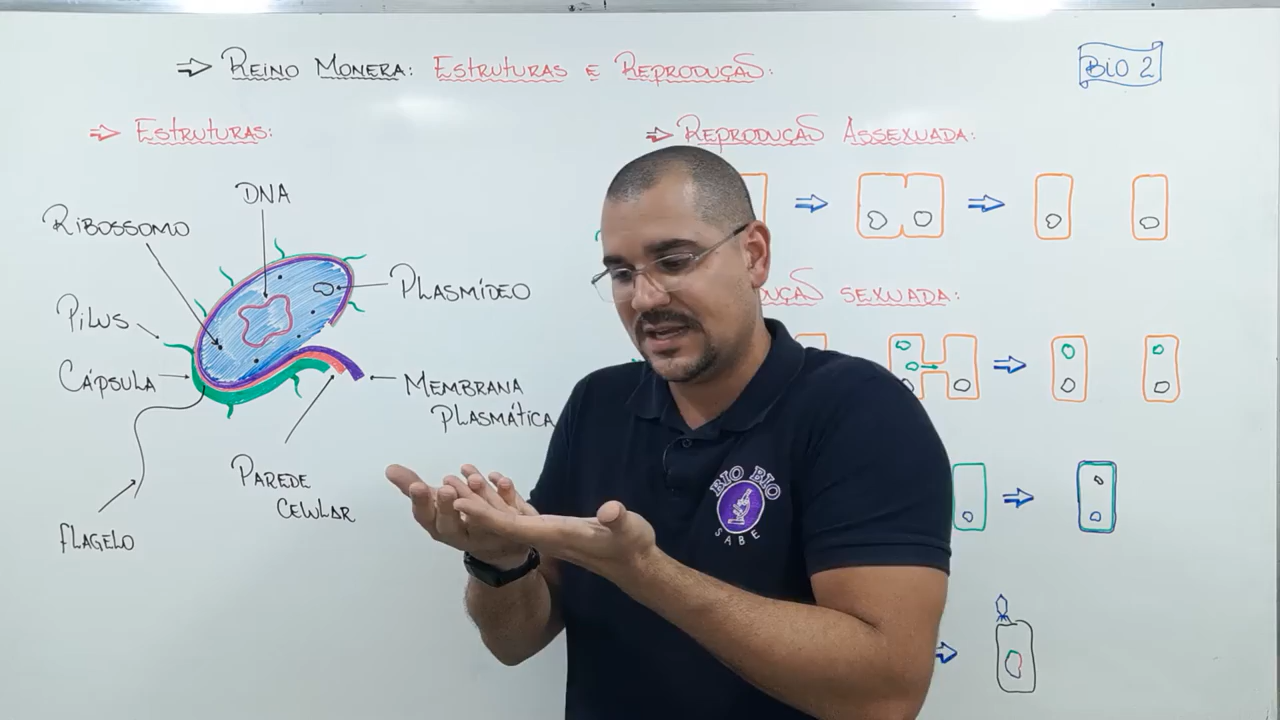 ⇒ REINO MONERA: ESTRUTURAS E REPRODUÇÃO:
BIO 2
⇒ ESTRUTURAS:
⇒ REPRODUÇÃO ASSEXUADA:
DNA
RIBOSSOMO
PLASMÍDEO
PÍLUS
CÁPSULA
MEMBRANA
PLASMÁTICA
PAREDE
CELULAR
FLAGELO
SEXUADA:
BIO BIO
SABE